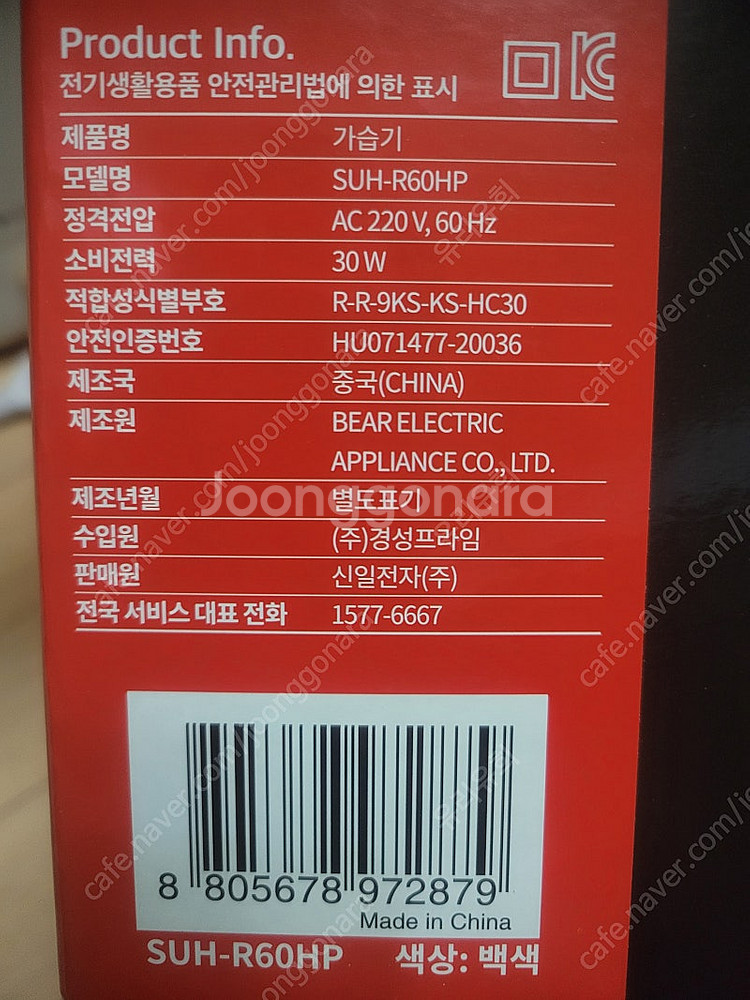 Product Info.
전기생활용품 안전관리법에 의한 표시
제품명 가습기
모델명 SUH-R60HP
정격전압 AC 220 V, 60 Hz
소비전력 30 W
적합성식별부호 R-R-9KS-KS-HC30
안전인증번호 HU071477-20036
제조국 중국(CHINA)
제조원 BEAR ELECTRIC
APPLIANCE CO., LTD.
제조년월 별도표기
Joonggonara
수입원 (주)경성프라임
판매원 신일전자(주)
전국 서비스 대표 전화 1577-6667
8 805678 972879
Made in China
SUH-R60HP 색상: 백색
cafe.naver.com/joonggonara